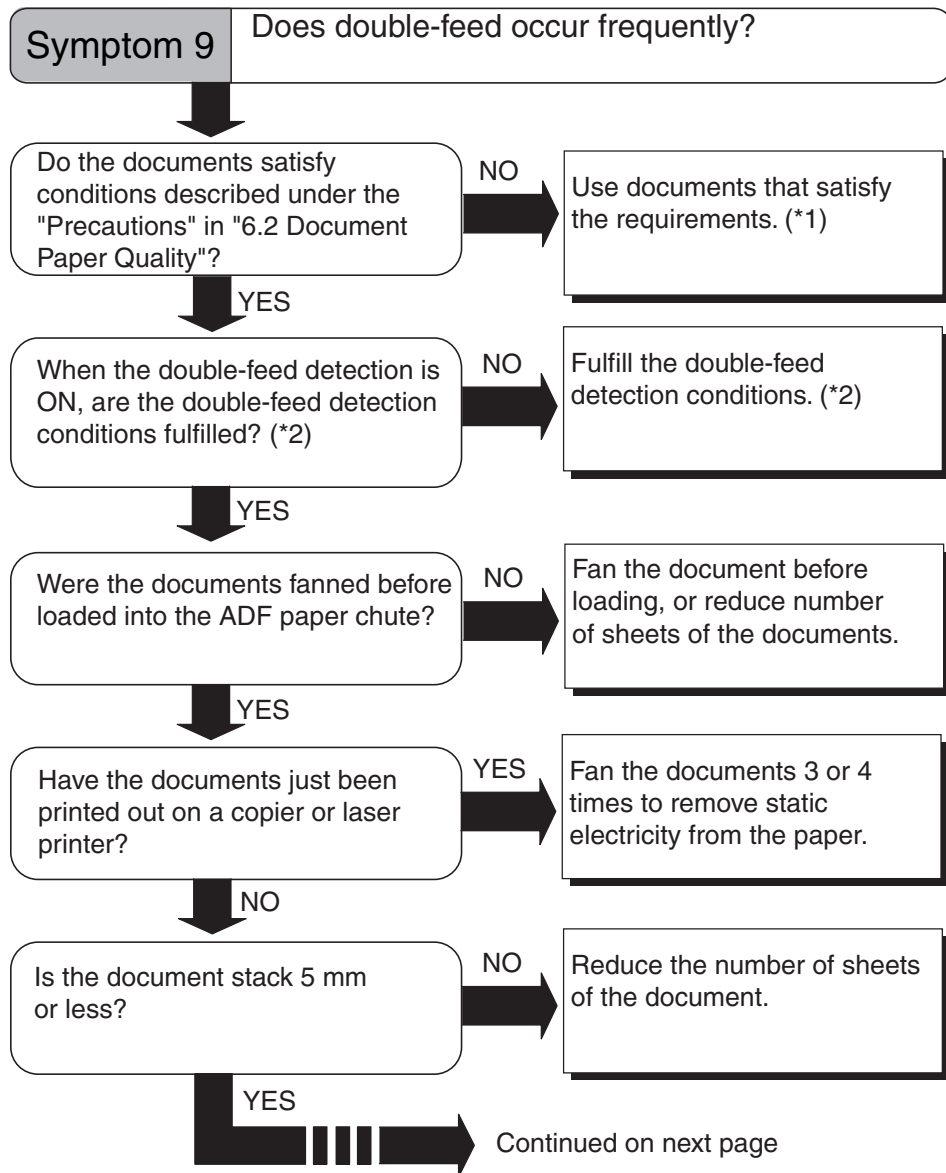 Symptom 9
Does double-feed occur frequently?
Do the documents satisfy
conditions described under the
"Precautions" in "6.2 Document
Paper Quality"?
NO
Use documents that satisfy
the requirements. (*1)
YES
When the double-feed detection is
ON, are the double-feed detection
conditions fulfilled? (*2)
NO
Fulfill the double-feed
detection conditions. (*2)
YES
Were the documents fanned before
loaded into the ADF paper chute?
NO
Fan the document before
loading, or reduce number
of sheets of the documents.
YES
Have the documents just been
printed out on a copier or laser
printer?
YES
Fan the documents 3 or 4
times to remove static
electricity from the paper.
NO
Is the document stack 5 mm
or less?
NO
Reduce the number of sheets
of the document.
YES
Continued on next page